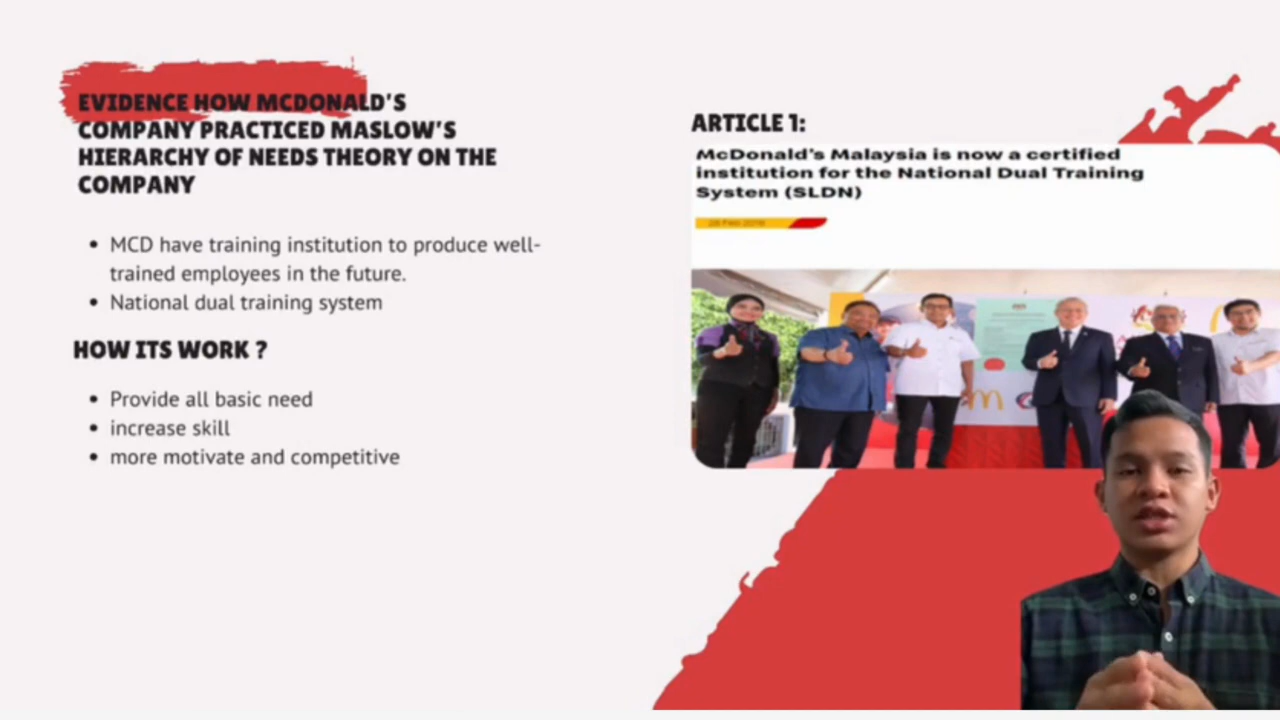 EVIDENCE HOW MCDONALD'S
COMPANY PRACTICED MASLOW'S
HIERARCHY OF NEEDS THEORY ON THE
COMPANY
• MCD have training institution to produce well-
trained employees in the future.
• National dual training system
HOW ITS WORK ?
• Provide all basic need
• increase skill
• more motivate and competitive
ARTICLE 1:
McDonald's Malaysia is now a certified
institution for the National Dual Training
System (SLDN)